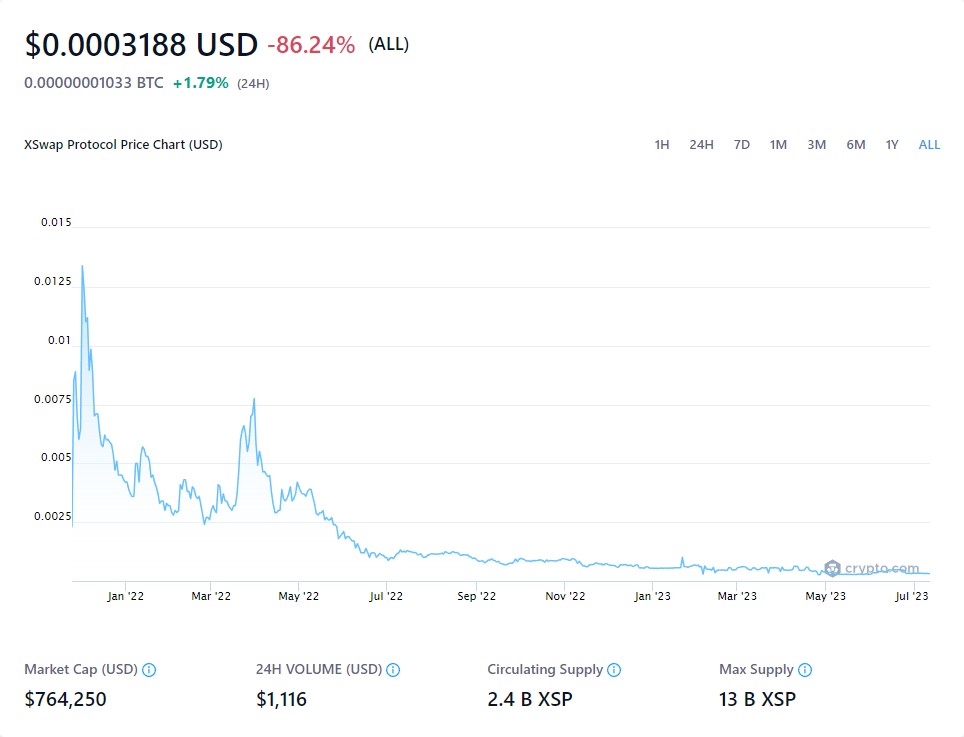 $0.0003188 USD -86.24% (ALL)
0.00000001033 BTC +1.79% (24H)
XSwap Protocol Price Chart (USD) 1H 24H 7D 1M 3M 6M 1Y ALL
0.015
0.0125
0.01
0.0075
0.005
0.0025
crypto.com
Jan '22 Mar '22 May '22 Jul '22 Sep '22 Nov '22 Jan '23 Mar '23 May '23 Jul '23
Market Cap (USD) 24H VOLUME (USD) Circulating Supply Max Supply
$764,250 $1,116 2.4 B XSP 13 B XSP